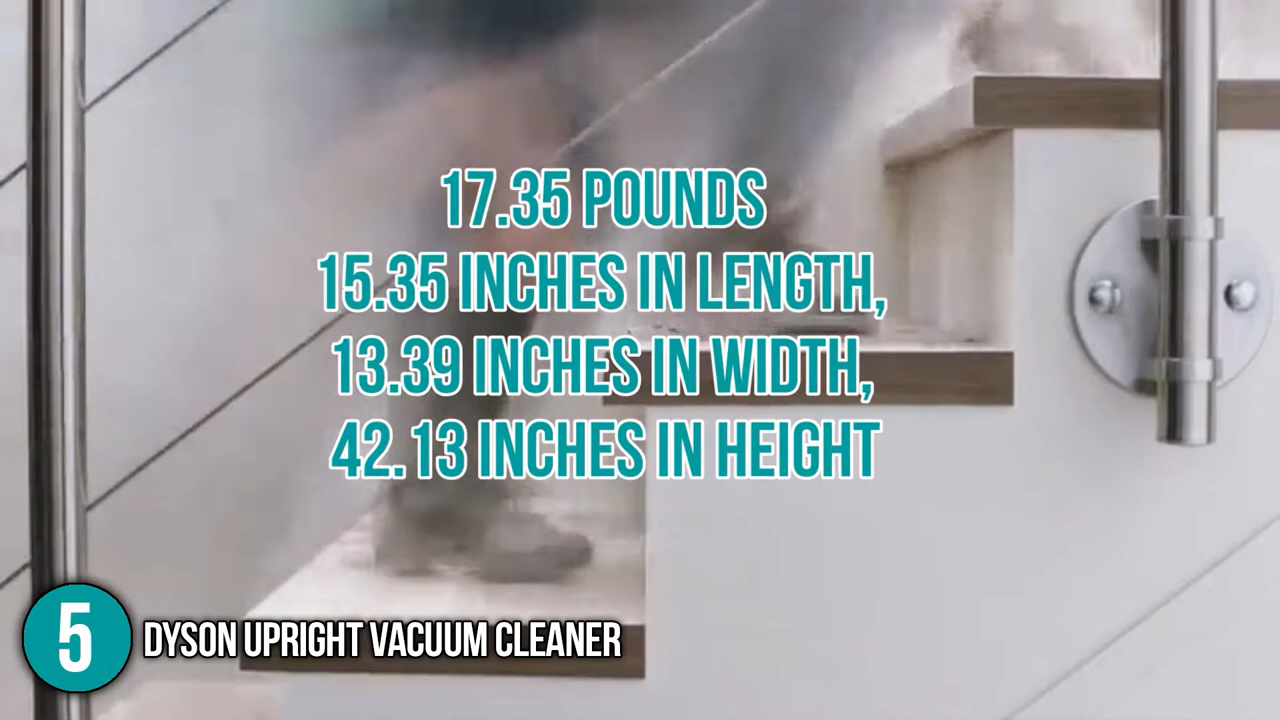 17.35 POUNDS
15.35 INCHES IN LENGTH,
13.39 INCHES IN WIDTH,
42.13 INCHES IN HEIGHT
5
DYSON UPRIGHT VACUUM CLEANER